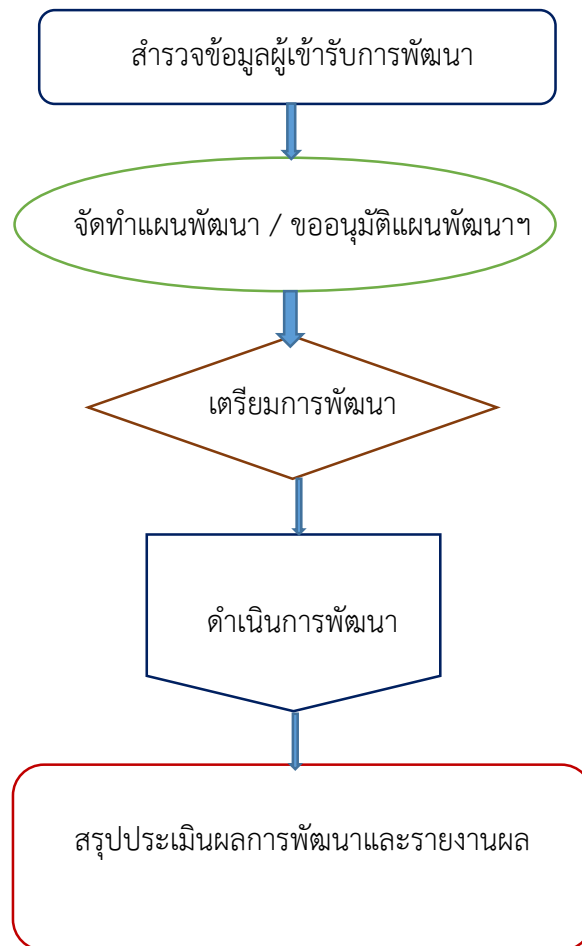 สำรวจข้อมูลผู้เข้ารับการพัฒนา
จัดทำแผนพัฒนา / ขออนุมัติแผนพัฒนาฯ
เตรียมการพัฒนา
ดำเนินการพัฒนา
สรุปประเมินผลการพัฒนาและรายงานผล